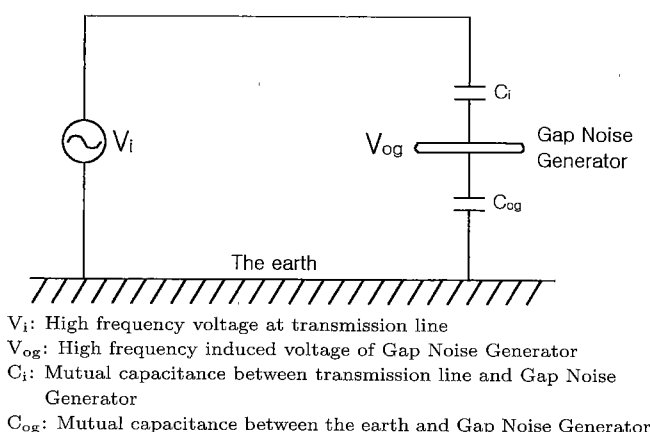 Vi
Ci
Vog
Gap Noise
Generator
Cog
The earth
Vi: High frequency voltage at transmission line
Vog: High frequency induced voltage of Gap Noise Generator
Ci: Mutual capacitance between transmission line and Gap Noise
Generator
Cog: Mutual capacitance between the earth and Gap Noise Generator